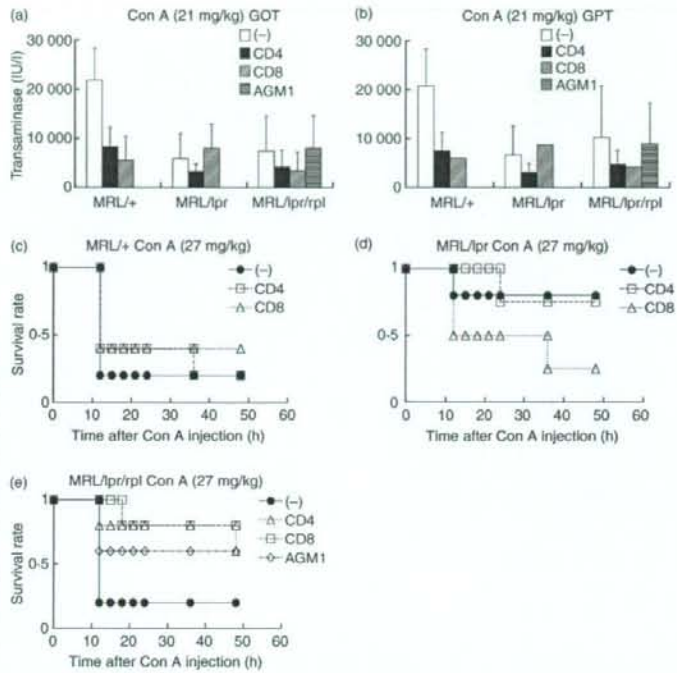 (a) Con A (21 mg/kg) GOT
Transaminase (IU/l)
30 000
20 000
10 000
0
(–)
CD4
CD8
AGM1
MRL/+ MRL/lpr MRL/lpr/rpl
(b) Con A (21 mg/kg) GPT
30 000
20 000
10 000
0
(–)
CD4
CD8
AGM1
MRL/+ MRL/lpr MRL/lpr/rpl
(c) MRL/+ Con A (27 mg/kg)
Survival rate
1
0·5
0 10 20 30 40 50 60
Time after Con A injection (h)
(–)
CD4
CD8
(d) MRL/lpr Con A (27 mg/kg)
Survival rate
1
0·5
0 10 20 30 40 50 60
Time after Con A injection (h)
(–)
CD4
CD8
(e) MRL/lpr/rpl Con A (27 mg/kg)
Survival rate
1
0·5
0 10 20 30 40 50 60
Time after Con A injection (h)
(–)
CD4
CD8
AGM1